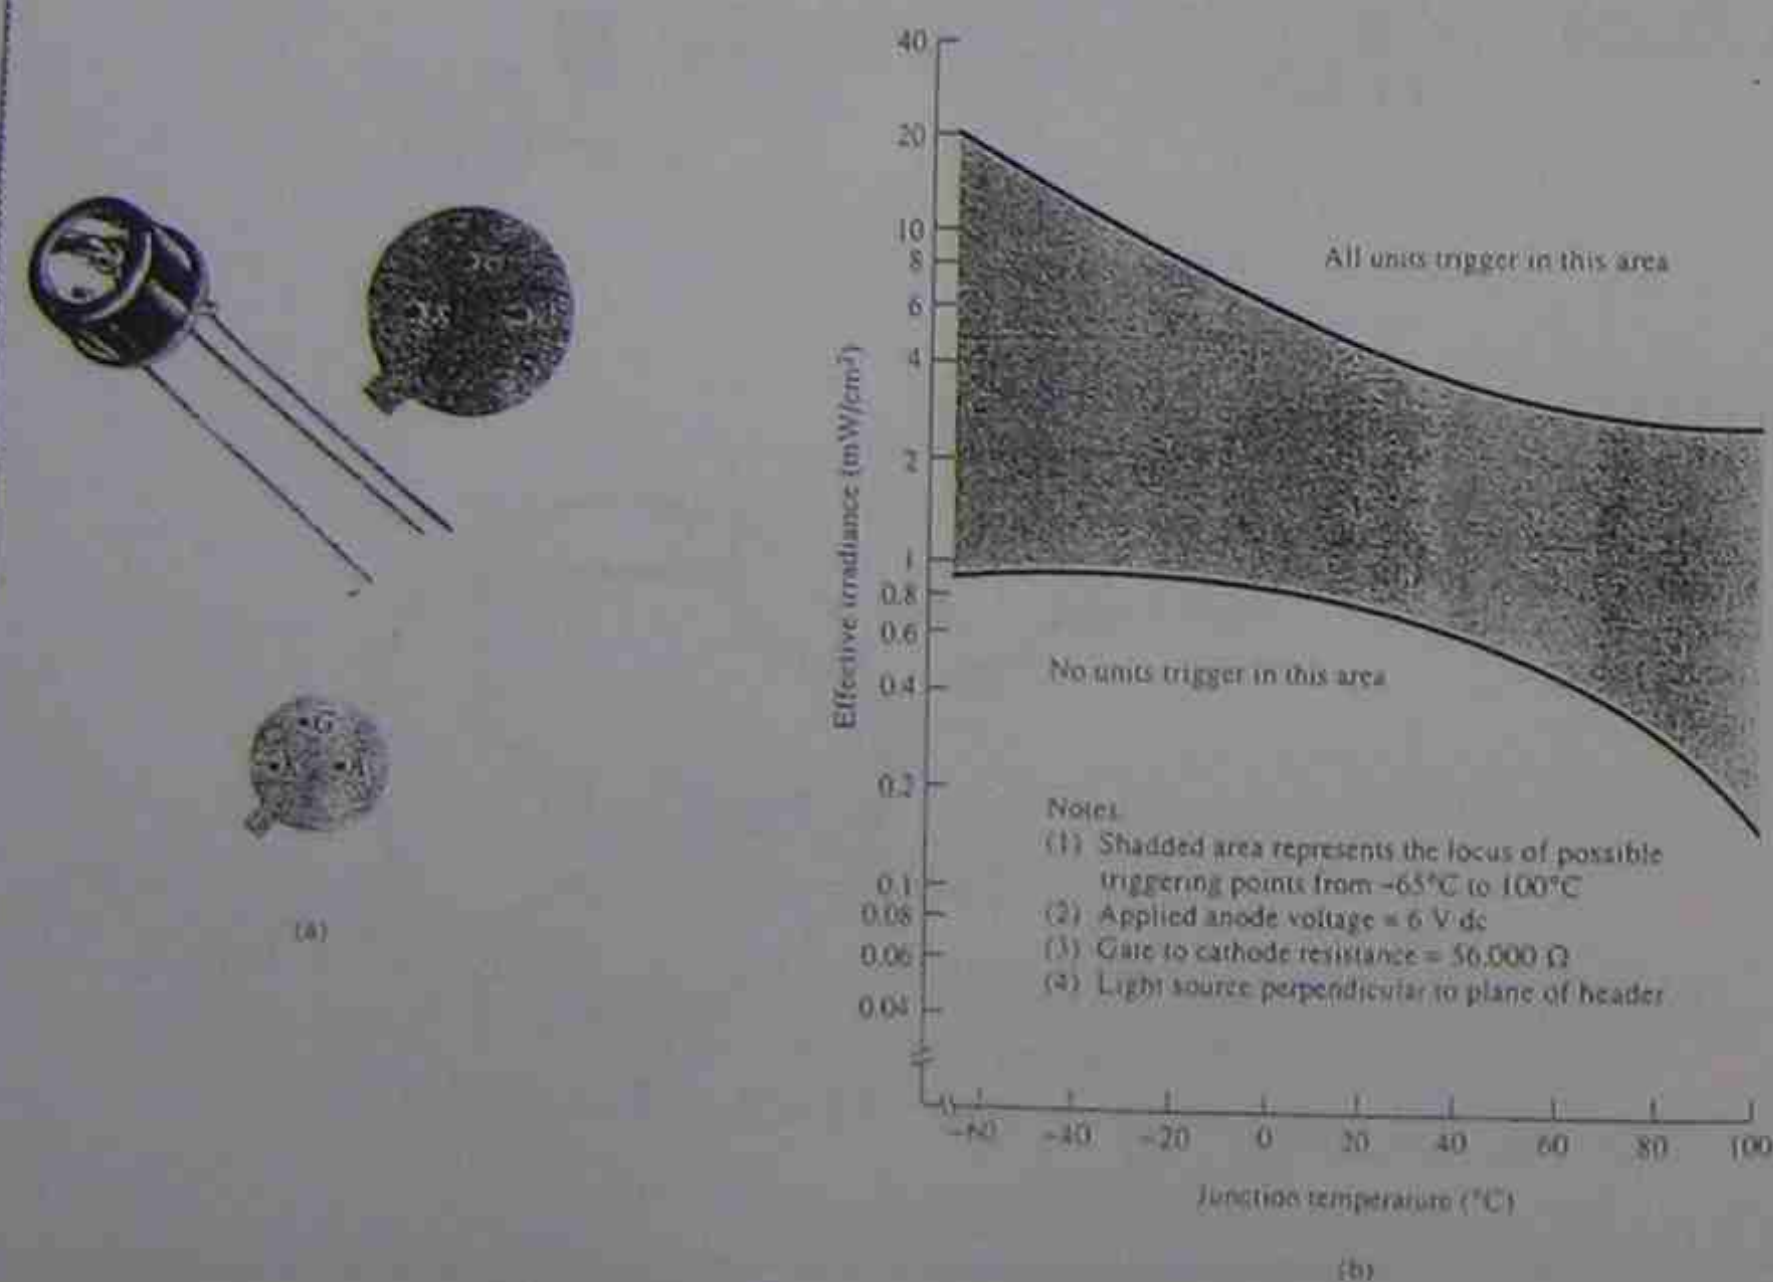 40
20
10
8
6
4
2
1
0.8
0.6
0.4
0.2
0.1
0.08
0.06
0.04
Effective irradiance (mW/cm²)
All units trigger in this area
No units trigger in this area
Notes
(1) Shadded area represents the locus of possible
triggering points from -65°C to 100°C
(2) Applied anode voltage = 6 V dc
(3) Gate to cathode resistance = 56,000 Ω
(4) Light source perpendicular to plane of header
-60 -40 -20 0 20 40 60 80 100
Junction temperature (°C)
G
(a)
(b)